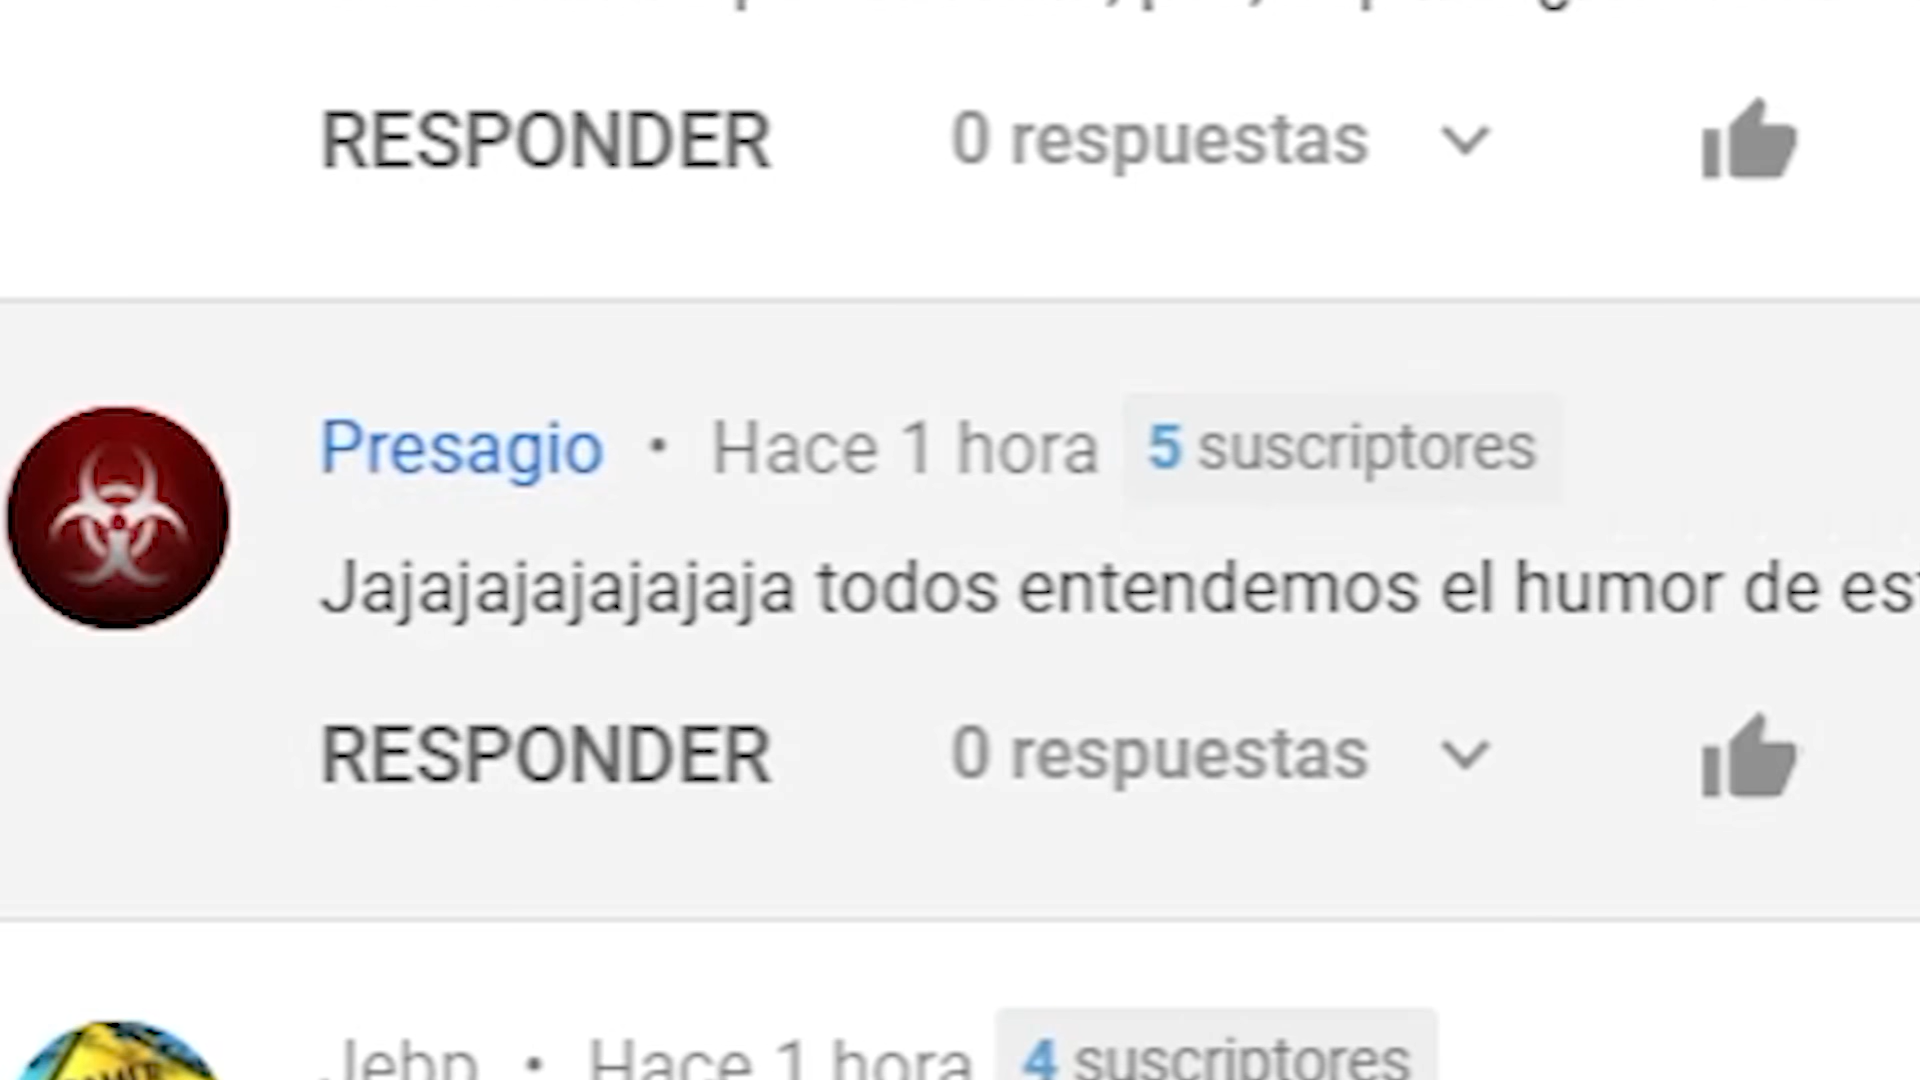 RESPONDER 0 respuestas
Presagio • Hace 1 hora 5 suscriptores
Jajajajajajajaja todos entendemos el humor de es
RESPONDER 0 respuestas
Jebp • Hace 1 hora 4 suscriptores